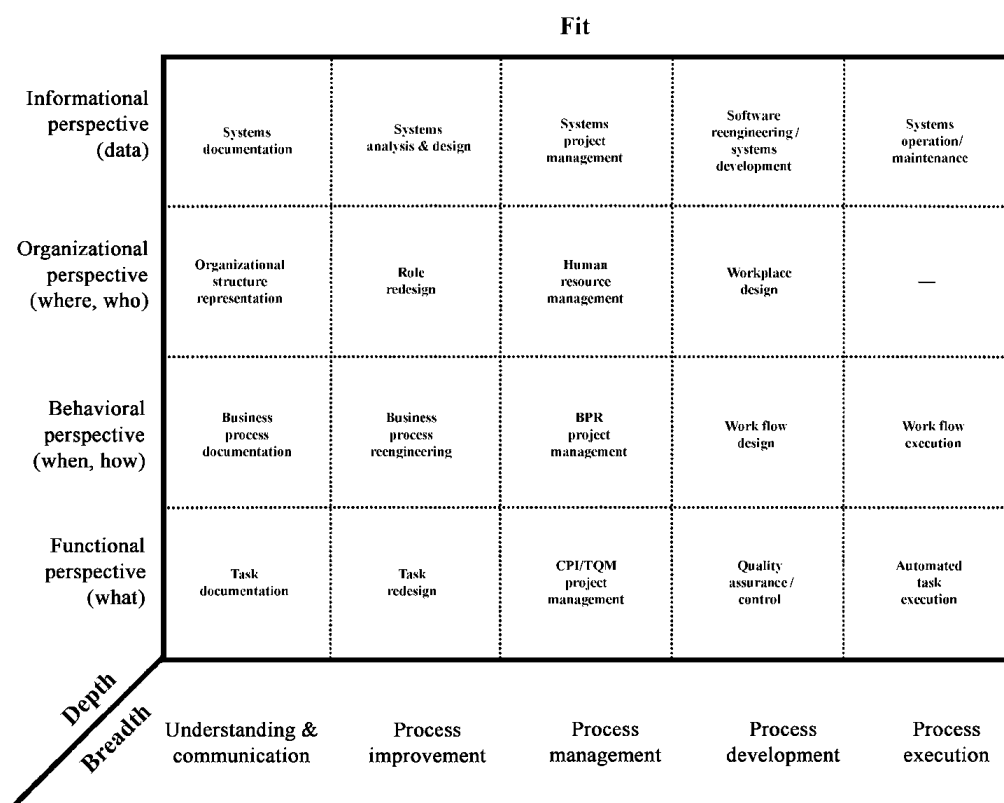 Fit
Informational
perspective
(data)
Systems
documentation
Systems
analysis & design
Systems
project
management
Software
reengineering /
systems
development
Systems
operation/
maintenance
Organizational
perspective
(where, who)
Organizational
structure
representation
Role
redesign
Human
resource
management
Workplace
design
—
Behavioral
perspective
(when, how)
Business
process
documentation
Business
process
reengineering
BPR
project
management
Work flow
design
Work flow
execution
Functional
perspective
(what)
Task
documentation
Task
redesign
CPI/TQM
project
management
Quality
assurance /
control
Automated
task
execution
Depth
Breadth
Understanding &
communication
Process
improvement
Process
management
Process
development
Process
execution